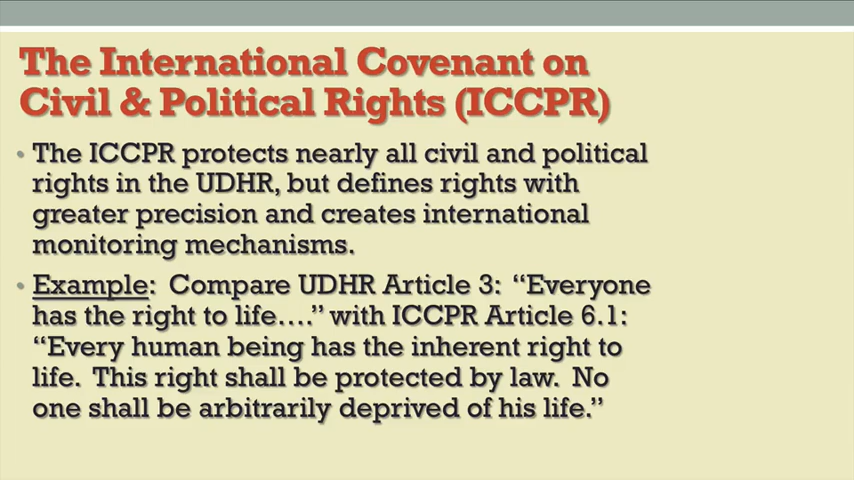 The International Covenant on
Civil & Political Rights (ICCPR)
• The ICCPR protects nearly all civil and political
rights in the UDHR, but defines rights with
greater precision and creates international
monitoring mechanisms.
• Example:  Compare UDHR Article 3:  “Everyone
has the right to life….” with ICCPR Article 6.1:
“Every human being has the inherent right to
life.  This right shall be protected by law.  No
one shall be arbitrarily deprived of his life.”